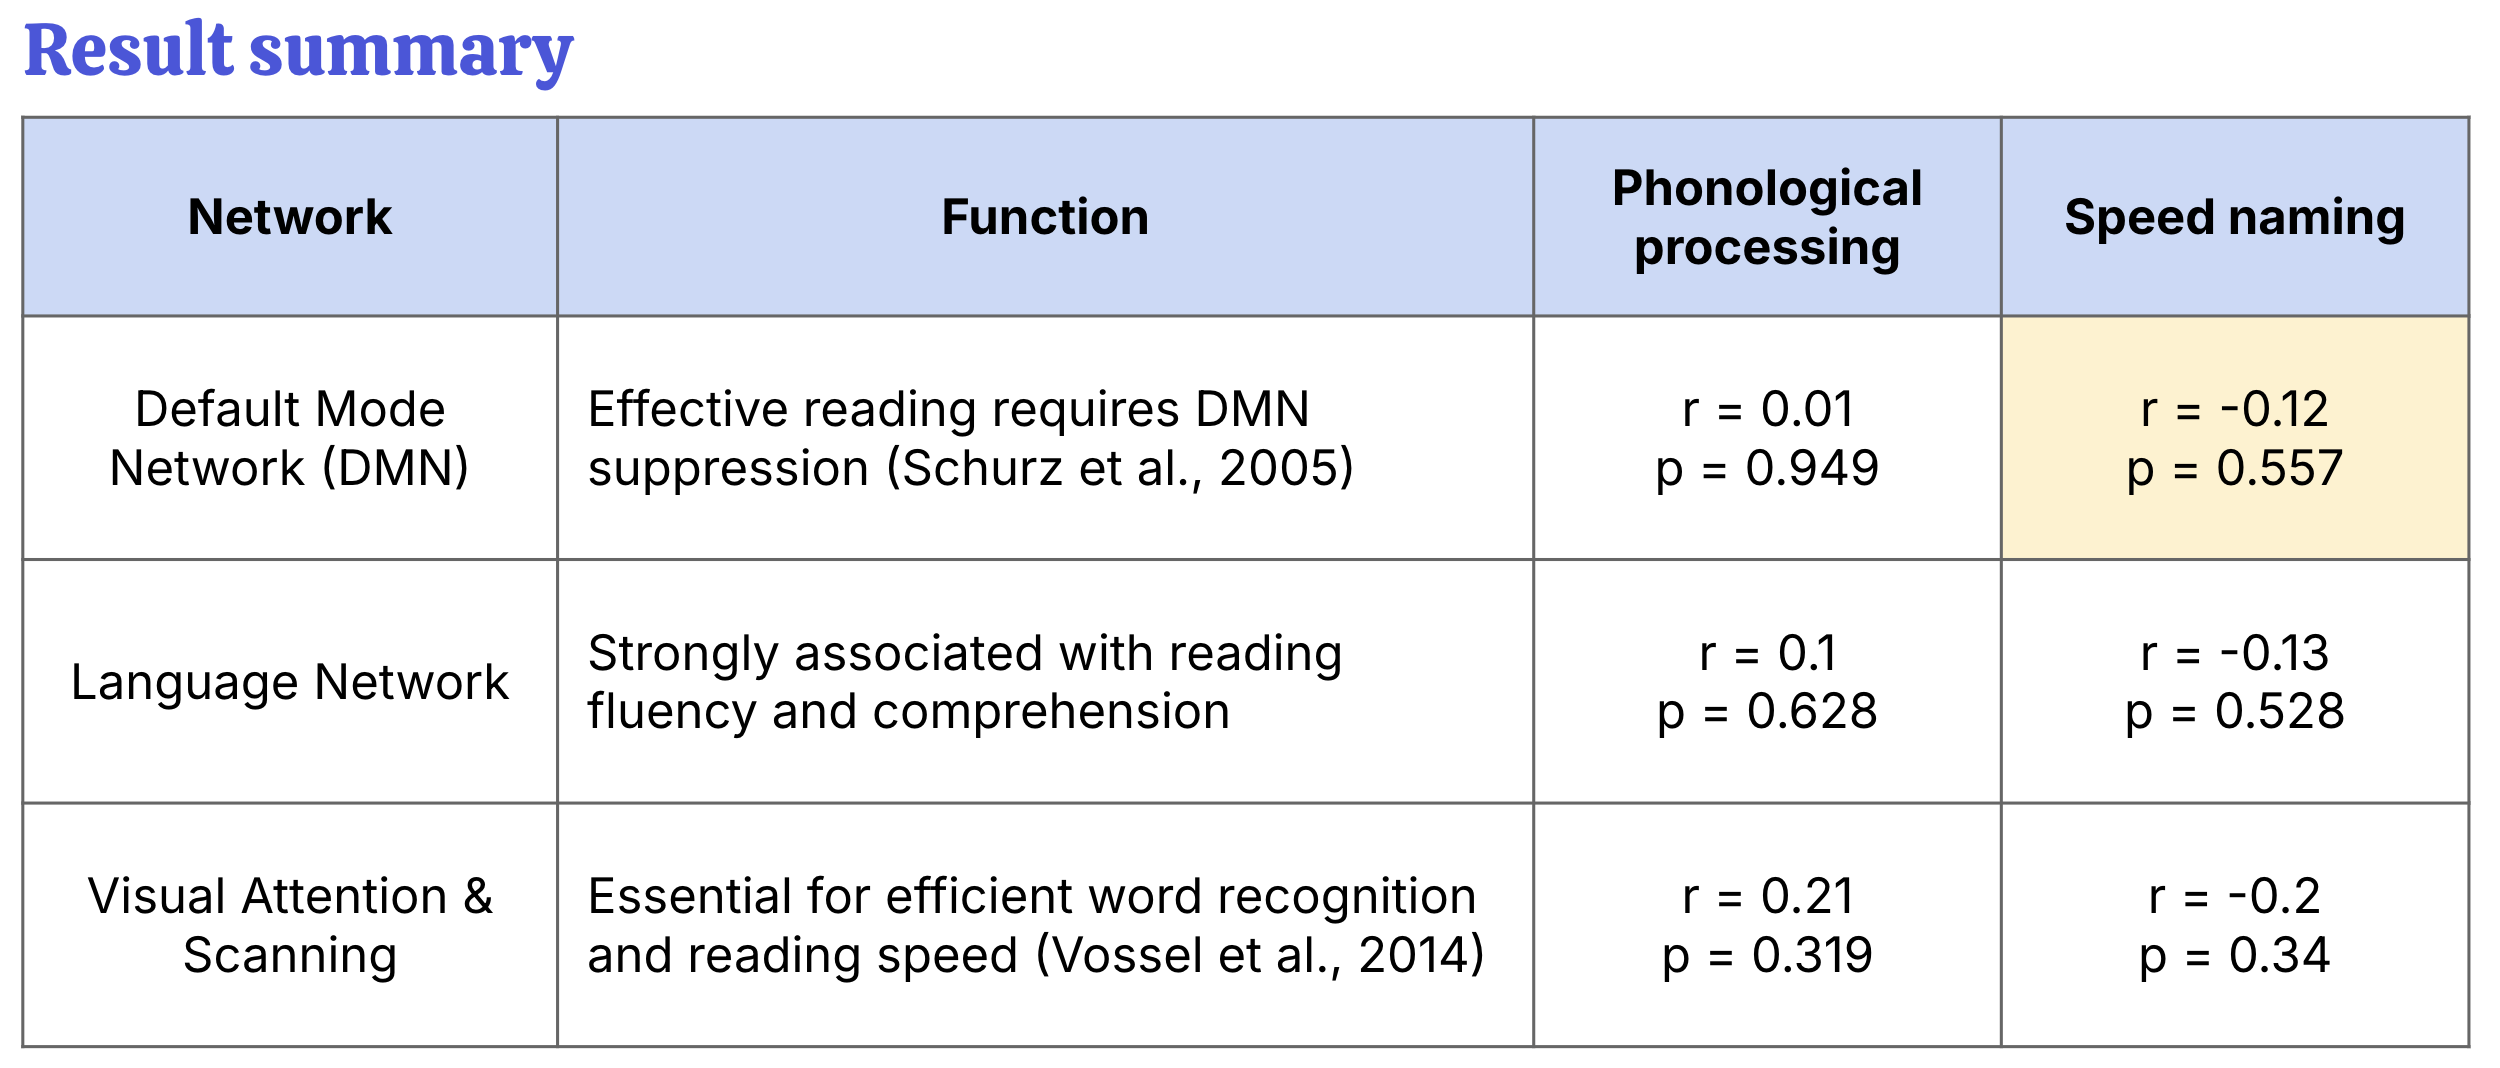 Result summary
Network
Function
Phonological
processing
Speed naming
Default Mode
Network (DMN)
Effective reading requires DMN
suppression (Schurz et al., 2005)
r = 0.01
p = 0.949
r = -0.12
p = 0.557
Language Network
Strongly associated with reading
fluency and comprehension
r = 0.1
p = 0.628
r = -0.13
p = 0.528
Visual Attention &
Scanning
Essential for efficient word recognition
and reading speed (Vossel et al., 2014)
r = 0.21
p = 0.319
r = -0.2
p = 0.34